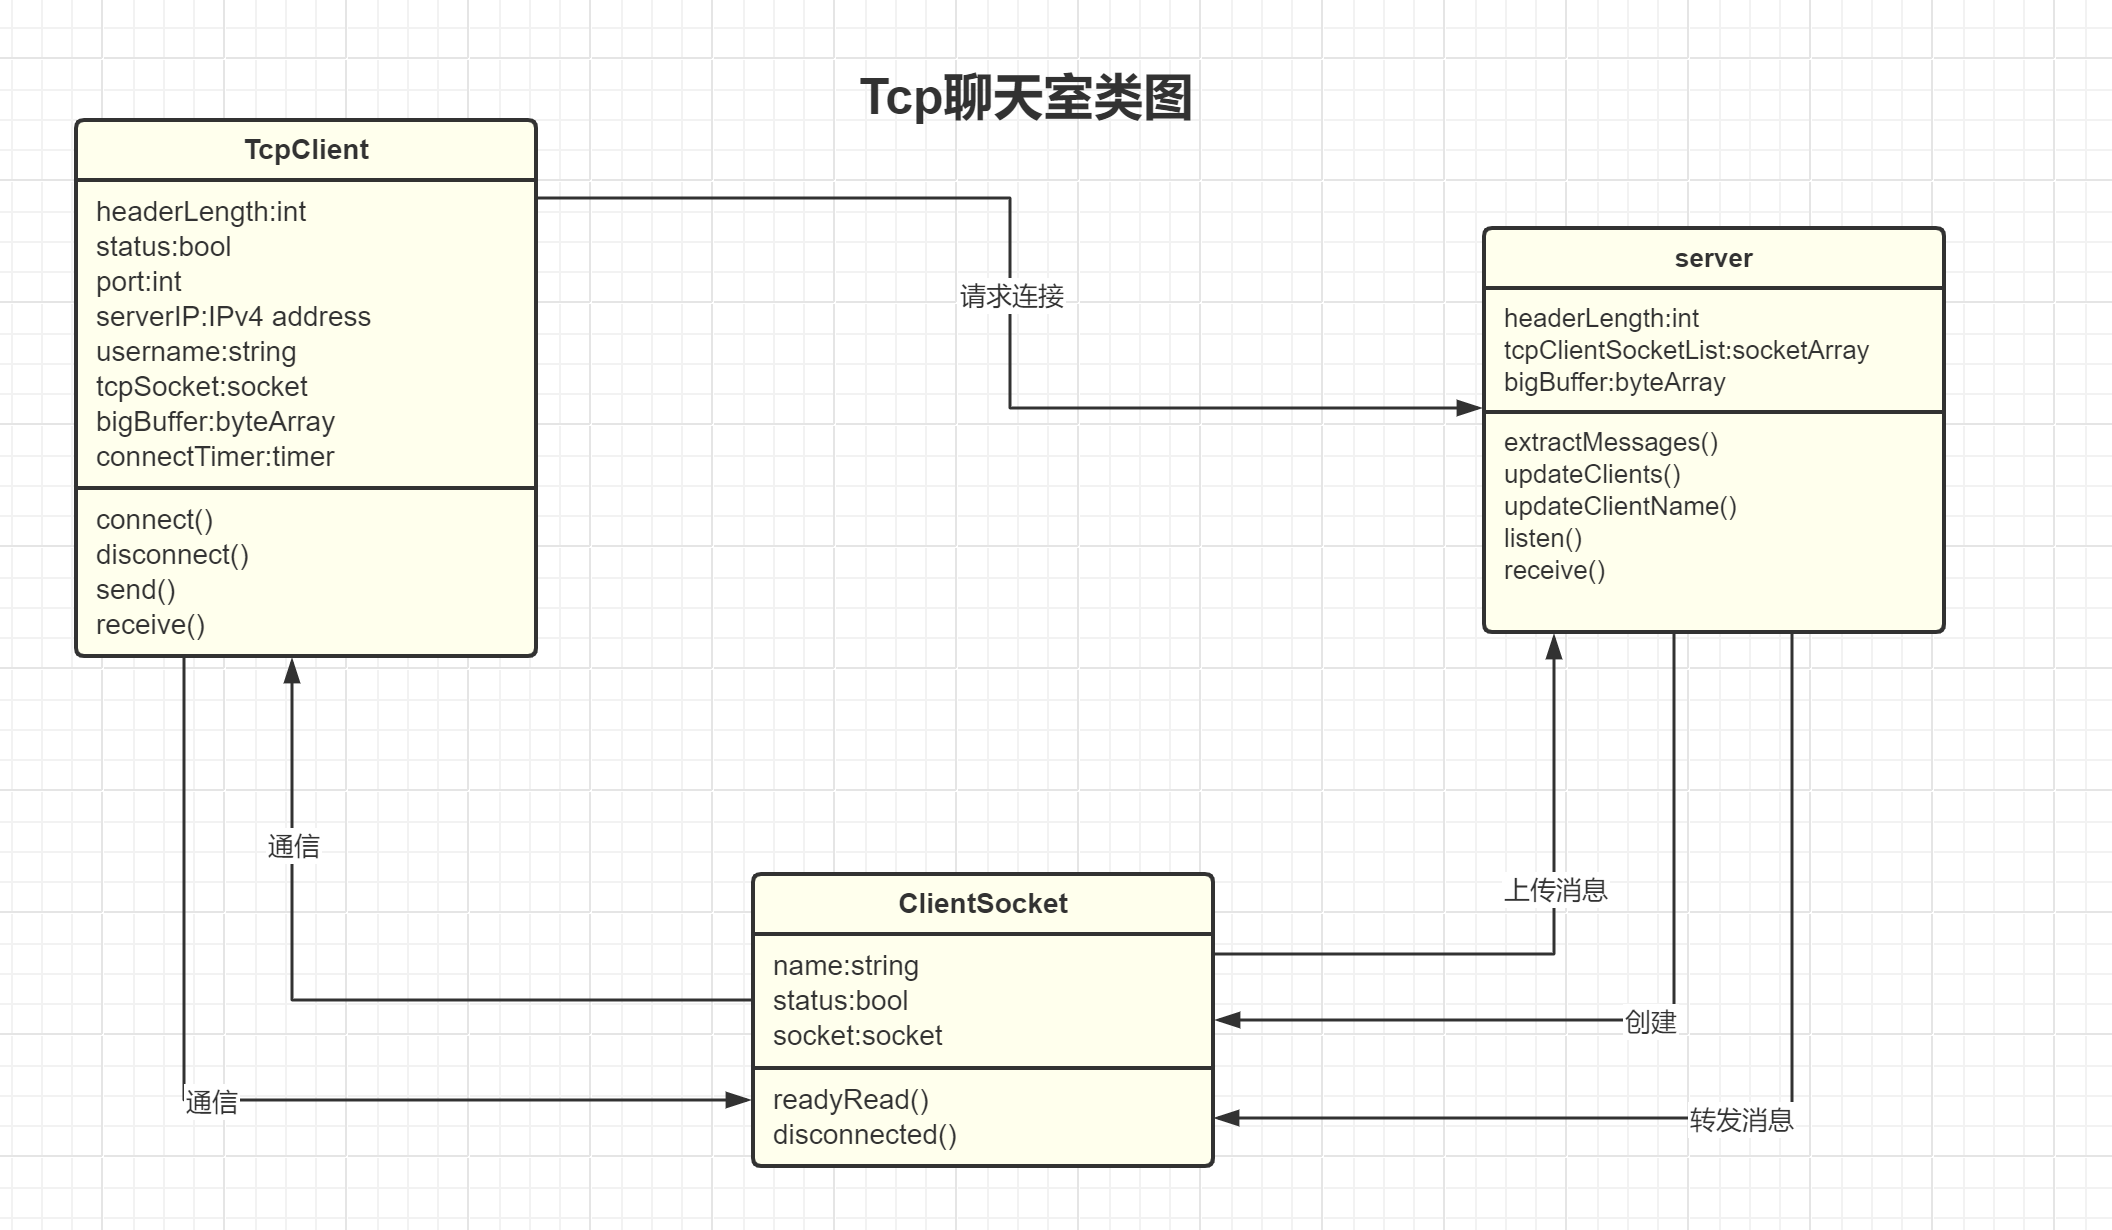 Tcp聊天室类图
TcpClient
headerLength:int
status:bool
port:int
serverIP:IPv4 address
username:string
tcpSocket:socket
bigBuffer:byteArray
connectTimer:timer
connect()
disconnect()
send()
receive()
请求连接
server
headerLength:int
tcpClientSocketList:socketArray
bigBuffer:byteArray
extractMessages()
updateClients()
updateClientName()
listen()
receive()
通信
上传消息
ClientSocket
name:string
status:bool
socket:socket
readyRead()
disconnected()
创建
通信
转发消息